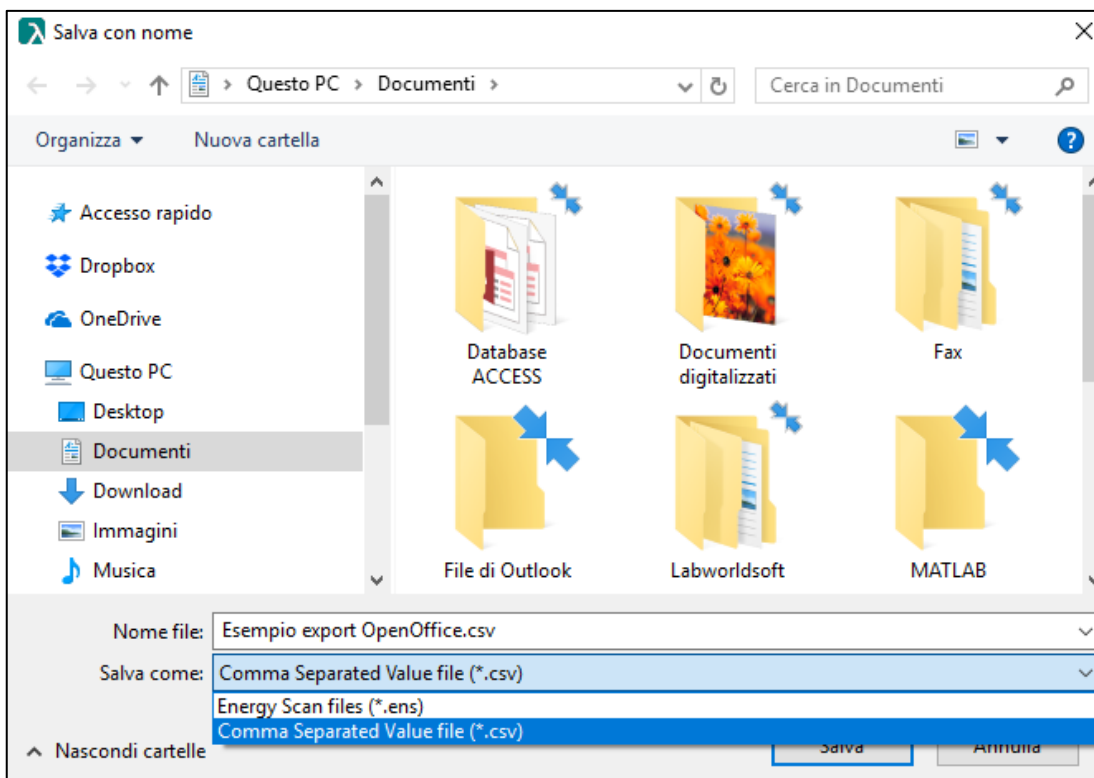 Salva con nome
Questo PC > Documenti >
Cerca in Documenti
Organizza
Nuova cartella
?
Accesso rapido
Dropbox
OneDrive
Questo PC
Desktop
Documenti
Download
Immagini
Musica
Database
ACCESS
Documenti
digitalizzati
Fax
File di Outlook
Labworldsoft
MATLAB
Nome file: Esempio export OpenOffice.csv
Salva come: Comma Separated Value file (*.csv)
Energy Scan files (*.ens)
Comma Separated Value file (*.csv)
Nascondi cartelle
Salva
Annulla